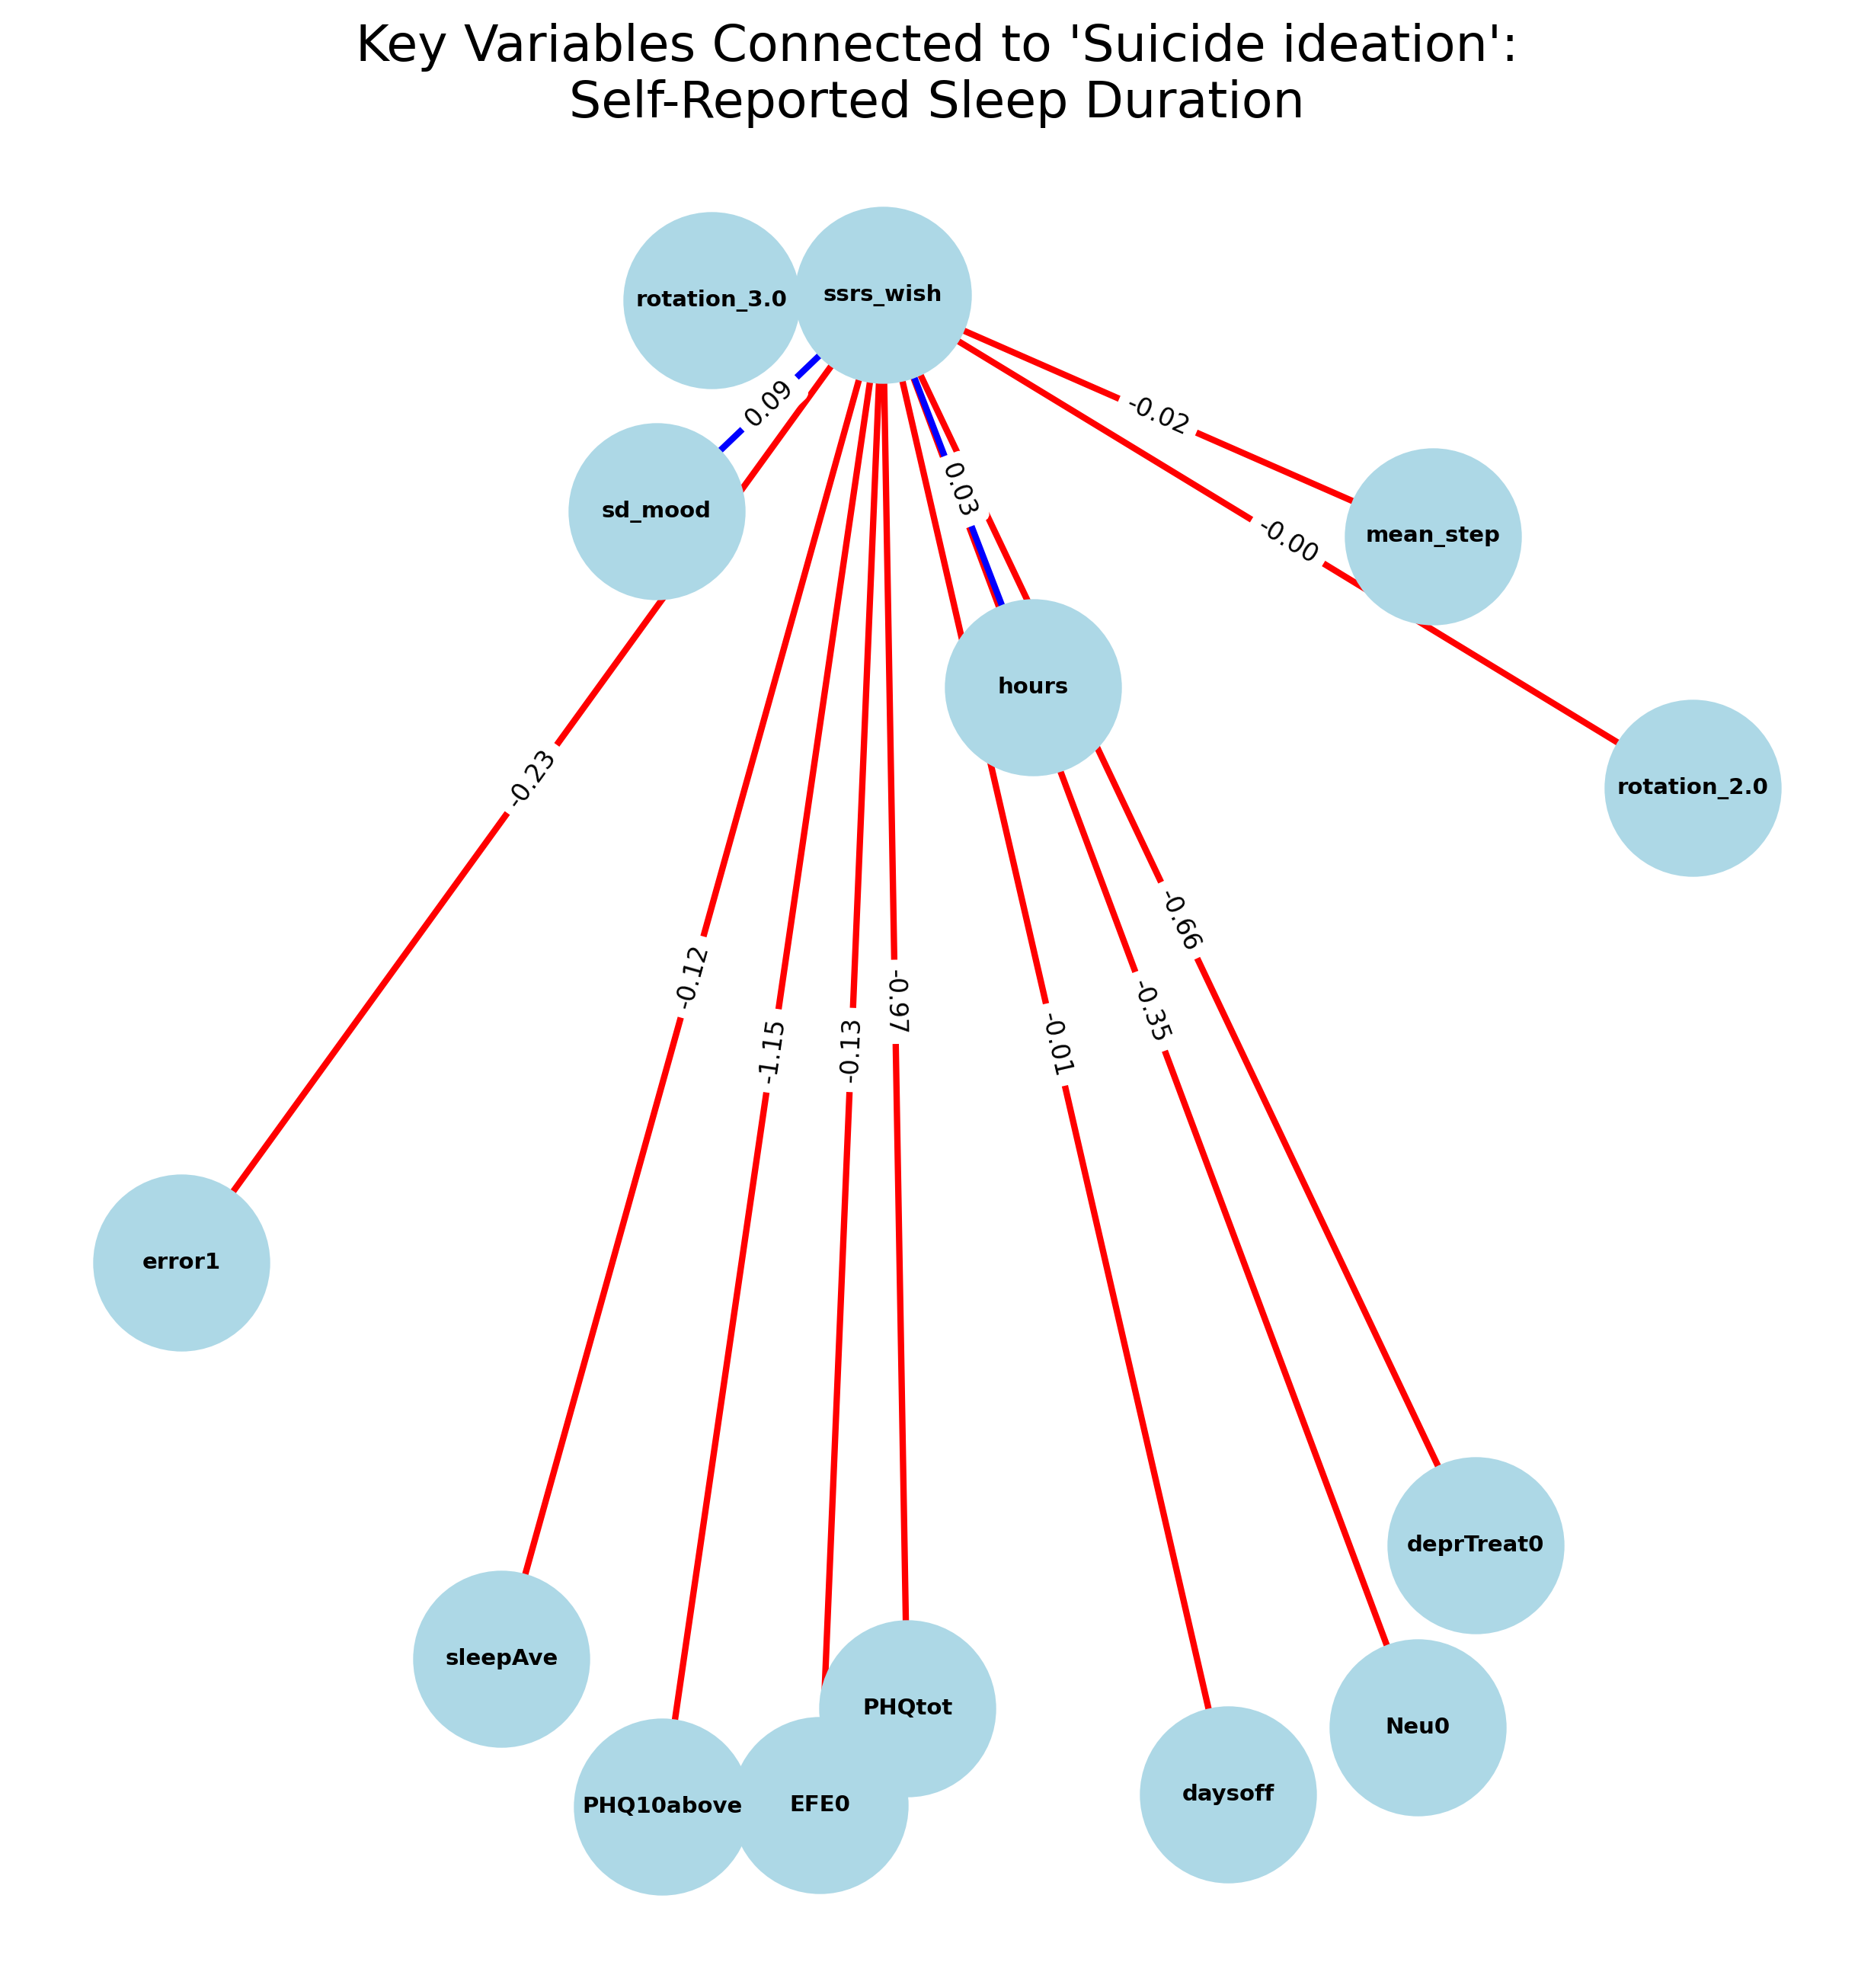 Key Variables Connected to 'Suicide ideation':
Self-Reported Sleep Duration
rotation_3.0
ssrs_wish
0.09
-0.02
0.03
sd_mood
mean_step
-0.00
hours
-0.23
rotation_2.0
-0.66
-0.12
-0.97
-0.35
-1.15
-0.13
-0.01
error1
deprTreat0
sleepAve
PHQtot
Neu0
daysoff
PHQ10above
EFE0